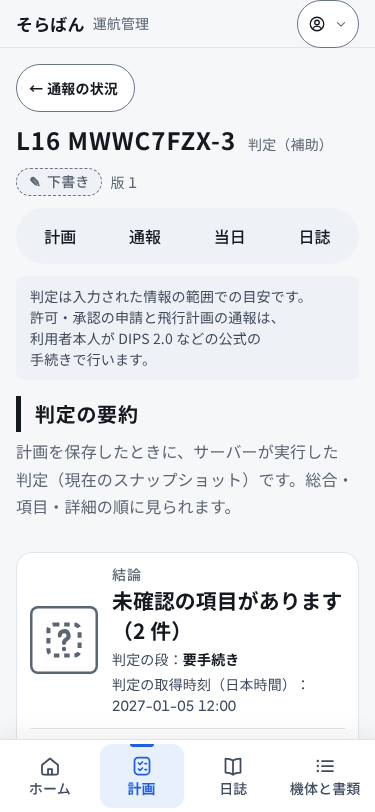 そらばん 運航管理
← 通報の状況
L16 MWWC7FZX-3 判定（補助）
✎ 下書き 版 1
計画 通報 当日 日誌
判定は入力された情報の範囲での目安です。
許可・承認の申請と飛行計画の通報は、
利用者本人が DIPS 2.0 などの公式の
手続きで行います。
判定の要約
計画を保存したときに、サーバーが実行した
判定（現在のスナップショット）です。総合・
項目・詳細の順に見られます。
結論
未確認の項目があります
（2 件）
判定の段：要手続き
判定の取得時刻（日本時間）：
2027-01-05 12:00
ホーム 計画 日誌 機体と書類